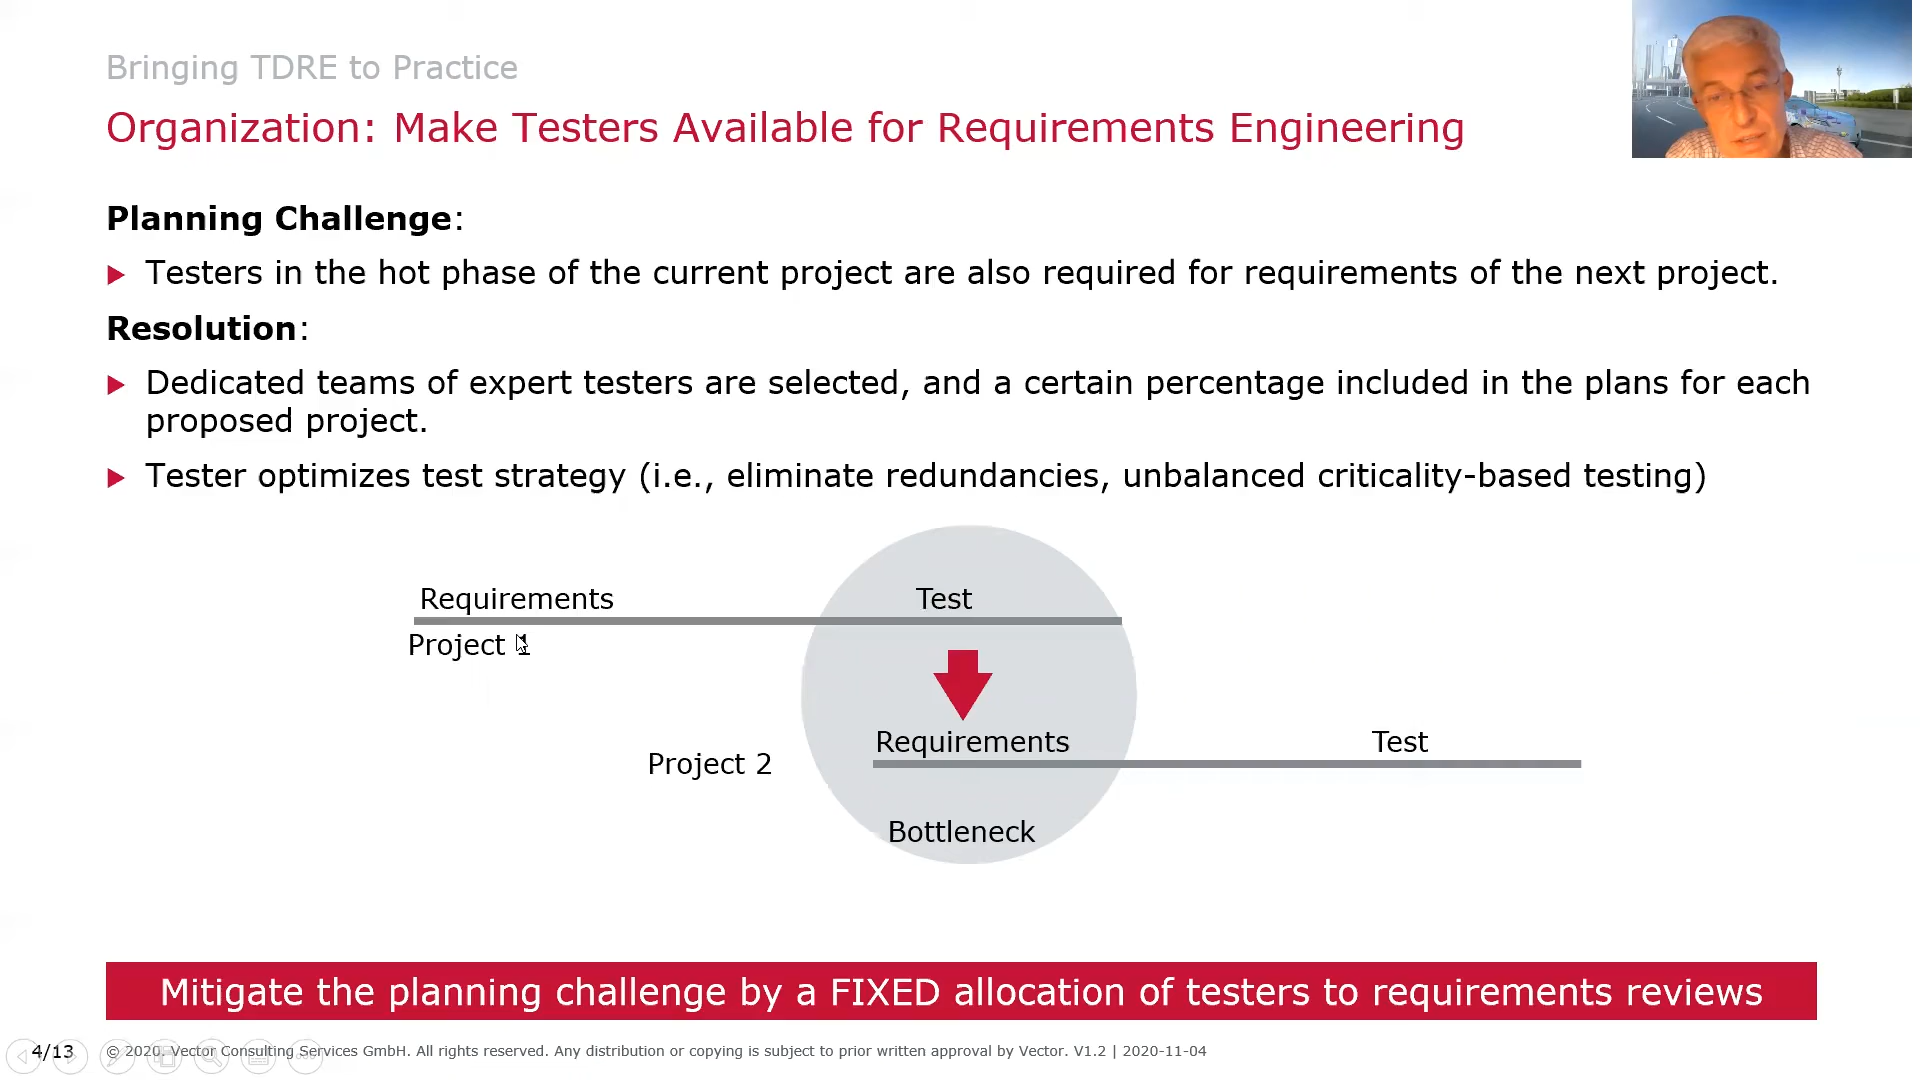 Bringing TDRE to Practice
Organization: Make Testers Available for Requirements Engineering
Planning Challenge:
Testers in the hot phase of the current project are also required for requirements of the next project.
Resolution:
Dedicated teams of expert testers are selected, and a certain percentage included in the plans for each
proposed project.
Tester optimizes test strategy (i.e., eliminate redundancies, unbalanced criticality-based testing)
Requirements Test
Project 1
Requirements Test
Project 2
Bottleneck
Mitigate the planning challenge by a FIXED allocation of testers to requirements reviews
4/13 © 2020. Vector Consulting Services GmbH. All rights reserved. Any distribution or copying is subject to prior written approval by Vector. V1.2 | 2020-11-04